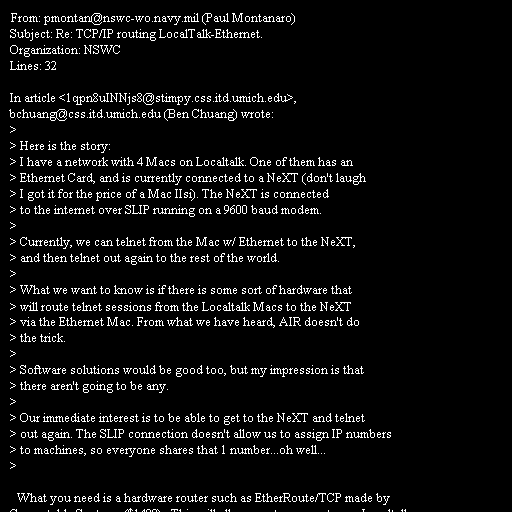 From: pmontan@nswc-wo.navy.mil (Paul Montanaro)
Subject: Re: TCP/IP routing LocalTalk-Ethernet.
Organization: NSWC
Lines: 32

In article <1qpn8uINNjs8@stimpy.css.itd.umich.edu>,
bchuang@css.itd.umich.edu (Ben Chuang) wrote:
>
> Here is the story:
> I have a network with 4 Macs on Localtalk. One of them has an
> Ethernet Card, and is currently connected to a NeXT (don't laugh
> I got it for the price of a Mac IIsi). The NeXT is connected
> to the internet over SLIP running on a 9600 baud modem.
>
> Currently, we can telnet from the Mac w/ Ethernet to the NeXT,
> and then telnet out again to the rest of the world.
>
> What we want to know is if there is some sort of hardware that
> will route telnet sessions from the Localtalk Macs to the NeXT
> via the Ethernet Mac. From what we have heard, AIR doesn't do
> the trick.
>
> Software solutions would be good too, but my impression is that
> there aren't going to be any.
>
> Our immediate interest is to be able to get to the NeXT and telnet
> out again. The SLIP connection doesn't allow us to assign IP numbers
> to machines, so everyone shares that 1 number...oh well...
>

What you need is a hardware router such as EtherRoute/TCP made by